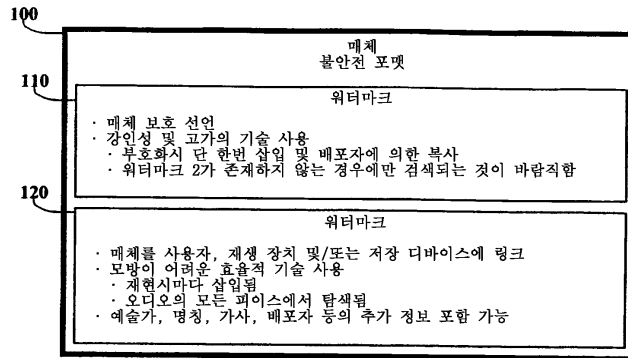 100
매체
불안전 포맷
110
워터마크
· 매체 보호 선언
· 강인성 및 고가의 기술 사용
· 부호화시 단 한번 삽입 및 배포자에 의한 복사
· 워터마크 2가 존재하지 않는 경우에만 검색되는 것이 바람직함
120
워터마크
· 매체를 사용자, 재생 장치 및/또는 저장 디바이스에 링크
· 모방이 어려운 효율적 기술 사용
· 재현시마다 삽입됨
· 오디오의 모든 피이스에서 탐색됨
· 예술가, 명칭, 가사, 배포자 등의 추가 정보 포함 가능